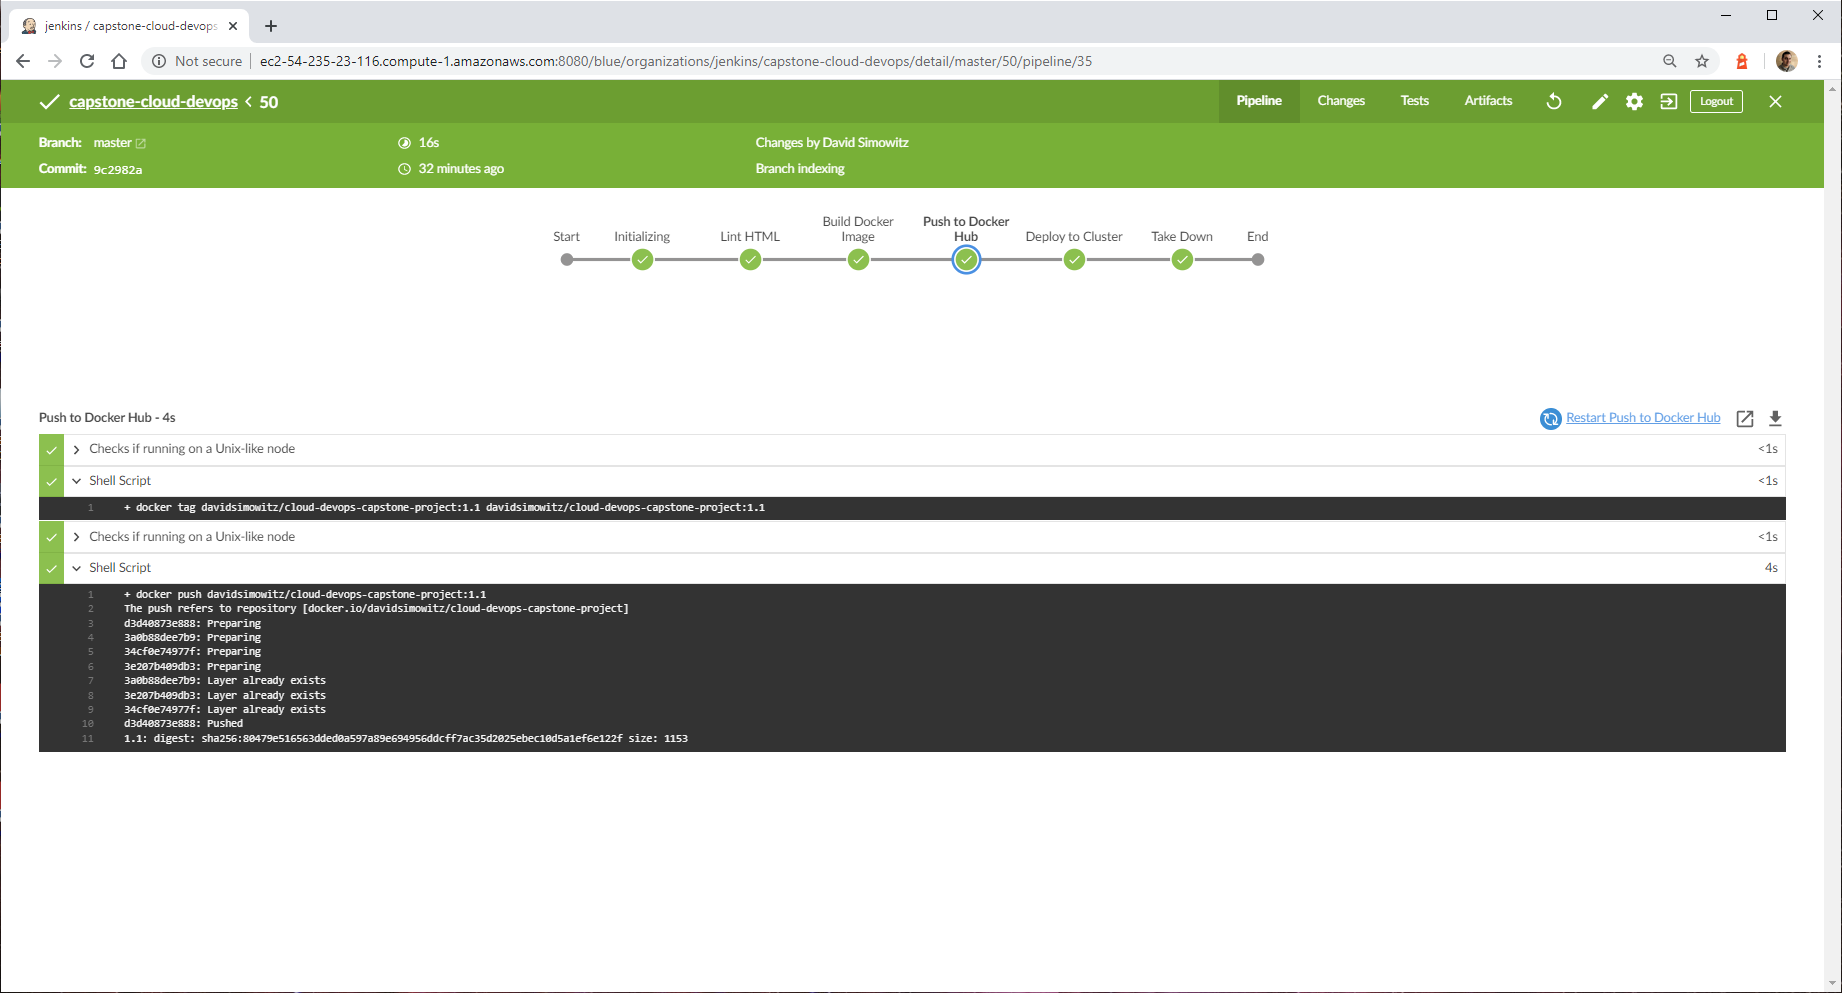 jenkins / capstone-cloud-devops
Not secure | ec2-54-235-23-116.compute-1.amazonaws.com:8080/blue/organizations/jenkins/capstone-cloud-devops/detail/master/50/pipeline/35
capstone-cloud-devops < 50
Pipeline Changes Tests Artifacts Logout
Branch: master 16s Changes by David Simowitz
Commit: 9c2982a 32 minutes ago Branch indexing
Start Initializing Lint HTML Build Docker Image Push to Docker Hub Deploy to Cluster Take Down End
Push to Docker Hub - 4s Restart Push to Docker Hub
Checks if running on a Unix-like node <1s
Shell Script <1s
1 + docker tag davidsimowitz/cloud-devops-capstone-project:1.1 davidsimowitz/cloud-devops-capstone-project:1.1
Checks if running on a Unix-like node <1s
Shell Script 4s
1 + docker push davidsimowitz/cloud-devops-capstone-project:1.1
2 The push refers to repository [docker.io/davidsimowitz/cloud-devops-capstone-project]
3 d3d40873e888: Preparing
4 3a0b88dee7b9: Preparing
5 34cf0e74977f: Preparing
6 3e207b409db3: Preparing
7 3a0b88dee7b9: Layer already exists
8 3e207b409db3: Layer already exists
9 34cf0e74977f: Layer already exists
10 d3d40873e888: Pushed
11 1.1: digest: sha256:80479e516563dded0a597a89e694956ddcff7ac35d2025ebec10d5a1ef6e122f size: 1153